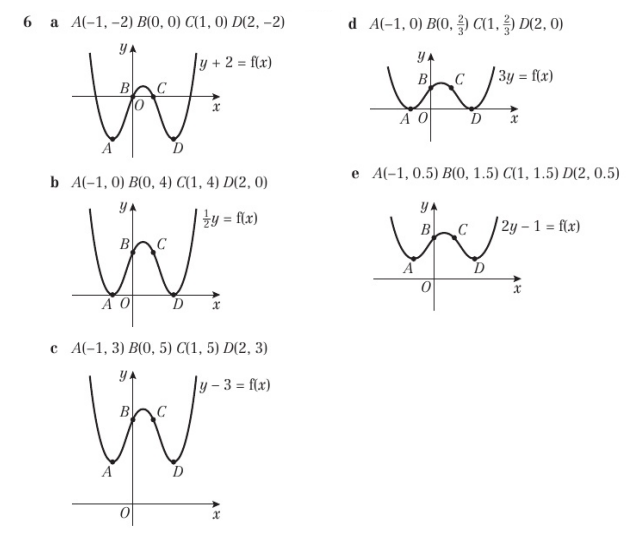 6 a A(−1, −2) B(0, 0) C(1, 0) D(2, −2)
y
y + 2 = f(x)
B C
O x
A D
b A(−1, 0) B(0, 4) C(1, 4) D(2, 0)
y
½y = f(x)
B C
A O D x
c A(−1, 3) B(0, 5) C(1, 5) D(2, 3)
y
y − 3 = f(x)
B C
A D
O x
d A(−1, 0) B(0, ⅔) C(1, ⅔) D(2, 0)
y
3y = f(x)
B C
A O D x
e A(−1, 0.5) B(0, 1.5) C(1, 1.5) D(2, 0.5)
y
2y − 1 = f(x)
B C
A D
O x